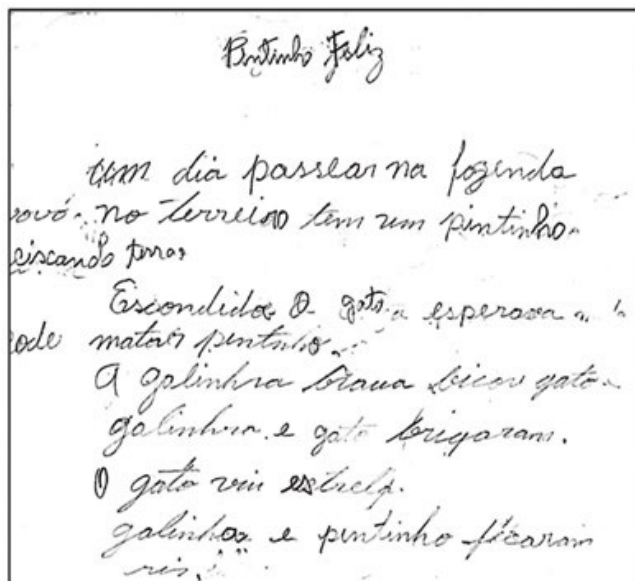 Pintinho Feliz
um dia passear na fazenda
vovó. no terreiro tem um pintinho
ciscando terra.
Escondido O gato esperava
pode matar pintinho.
A galinha brava bicou gato.
galinha e gato brigaram.
O gato viu estrela.
galinha e pintinho ficaram